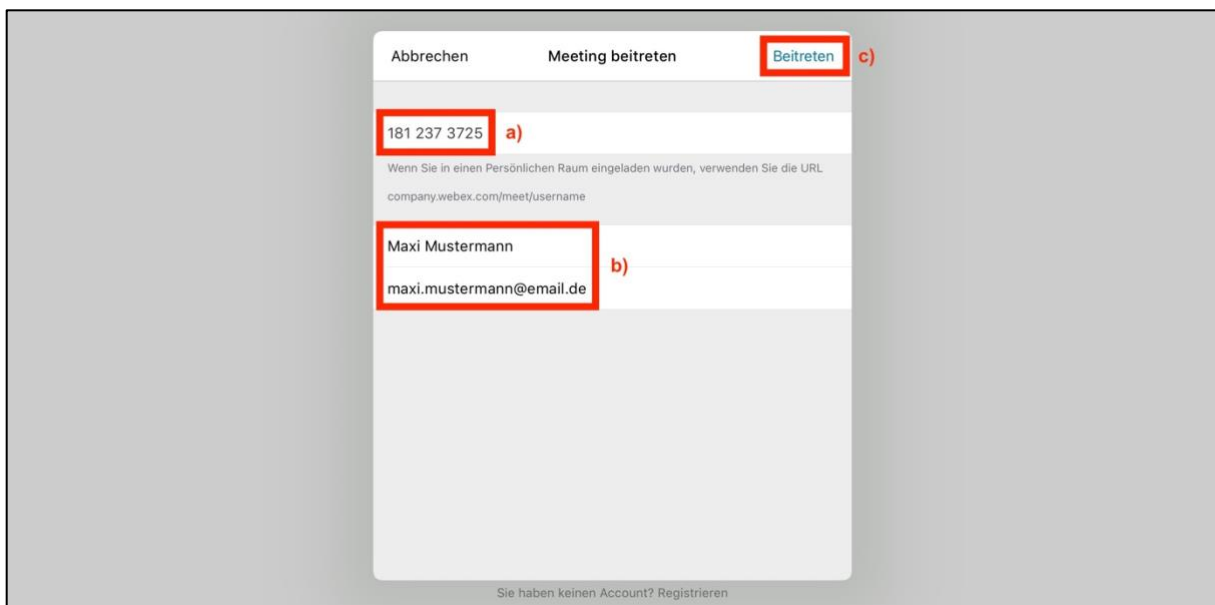 Abbrechen Meeting beitreten Beitreten c)
181 237 3725 a)
Wenn Sie in einen Persönlichen Raum eingeladen wurden, verwenden Sie die URL
company.webex.com/meet/username
Maxi Mustermann
b)
maxi.mustermann@email.de
Sie haben keinen Account? Registrieren